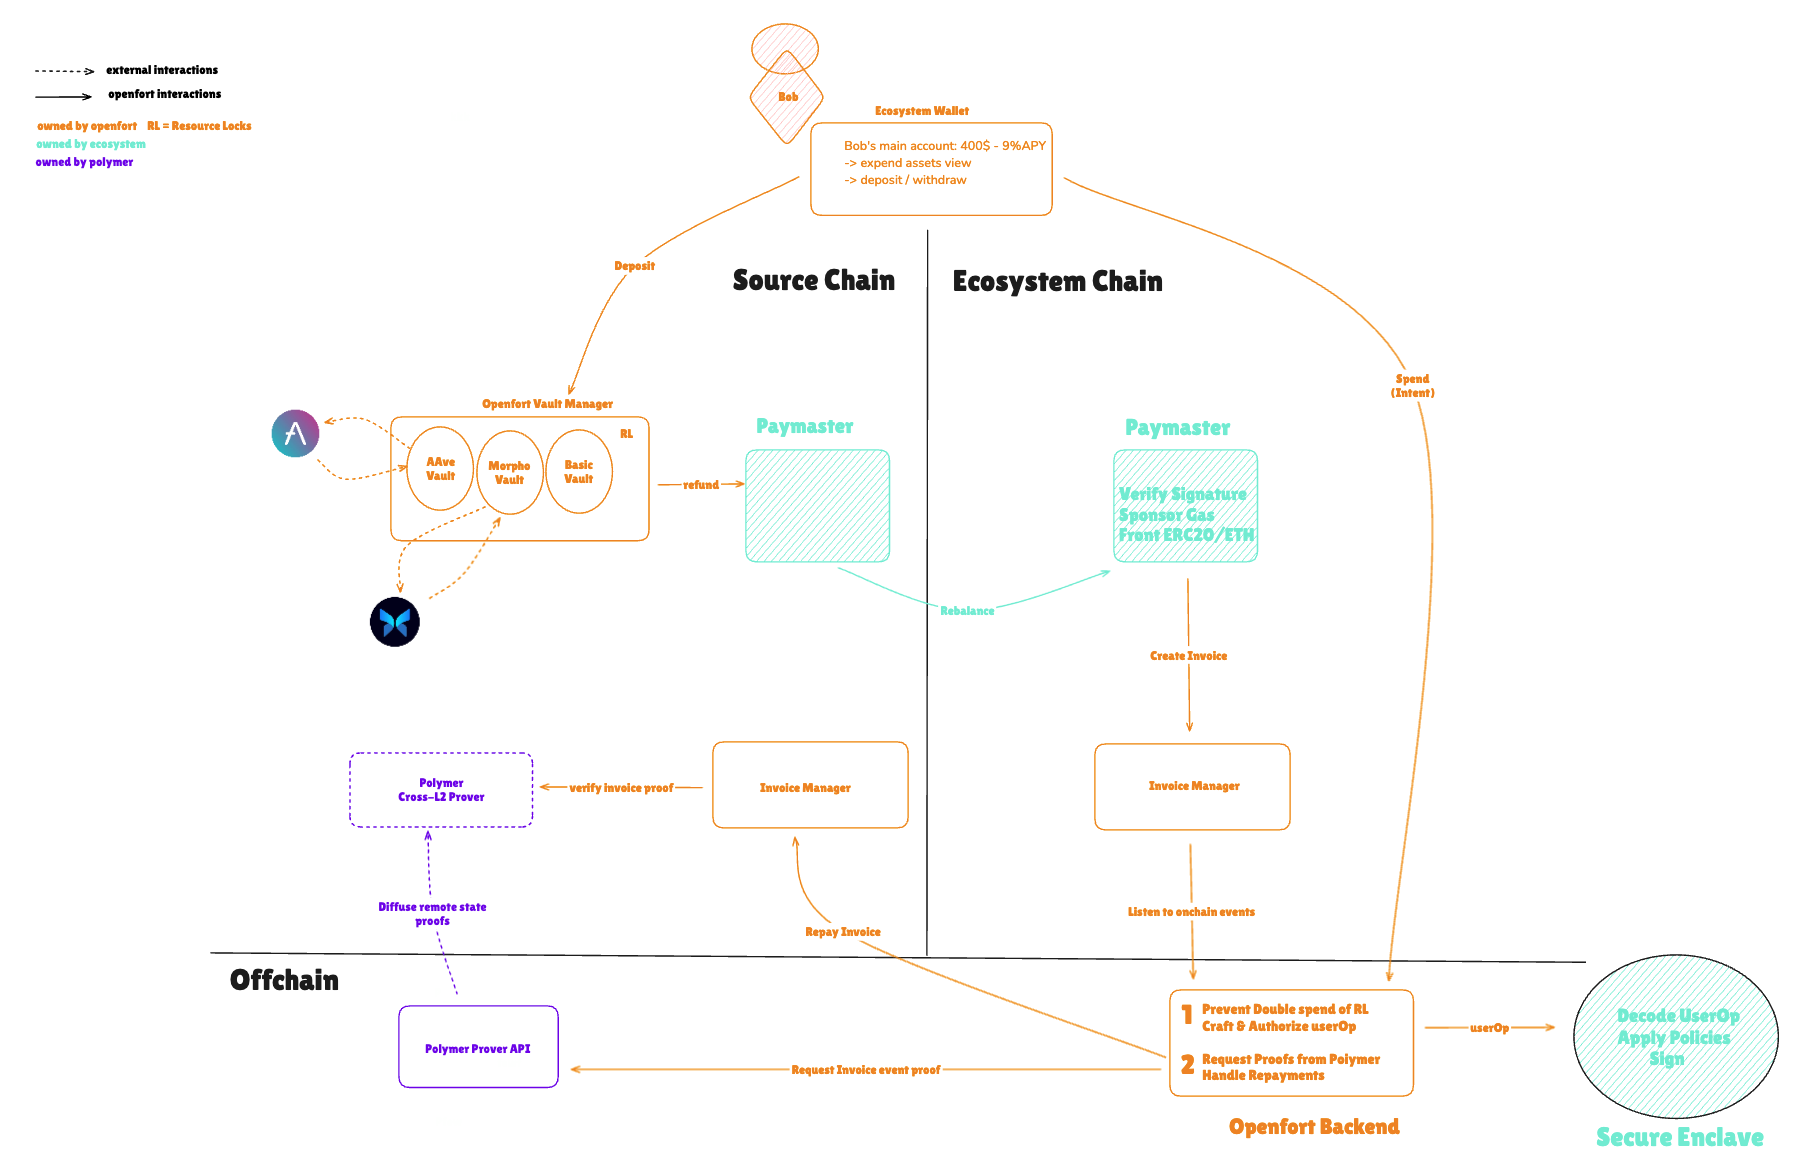 external interactions
openfort interactions
owned by openfort RL = Resource Locks
owned by ecosystem
owned by polymer
Bob
Ecosystem Wallet
Bob's main account: 400$ - 9%APY
-> expend assets view
-> deposit / withdraw
Deposit
Source Chain
Ecosystem Chain
Spend
(Intent)
Openfort Vault Manager
RL
AAve
Vault
Morpho
Vault
Basic
Vault
refund
Paymaster
Paymaster
Verify Signature
Sponsor Gas
Front ERC20/ETH
Rebalance
Create Invoice
Polymer
Cross-L2 Prover
verify invoice proof
Invoice Manager
Invoice Manager
Diffuse remote state
proofs
Repay Invoice
Listen to onchain events
Offchain
Polymer Prover API
Request Invoice event proof
1 Prevent Double spend of RL
Craft & Authorize userOp
2 Request Proofs from Polymer
Handle Repayments
Openfort Backend
userOp
Decode UserOp
Apply Policies
Sign
Secure Enclave